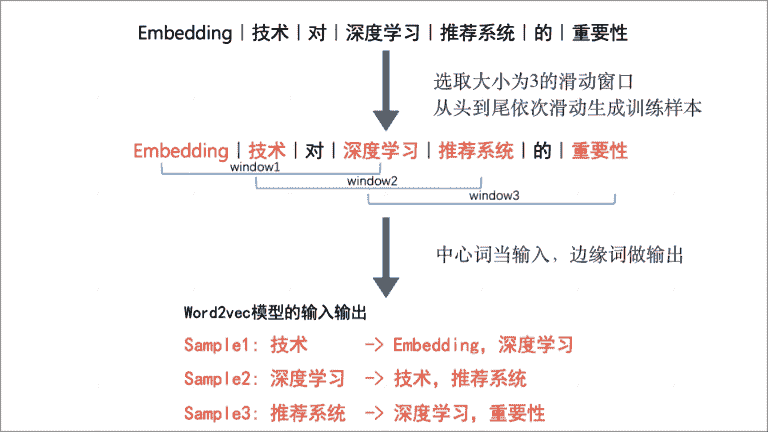 Embedding | 技术 | 对 | 深度学习 | 推荐系统 | 的 | 重要性
选取大小为3的滑动窗口
从头到尾依次滑动生成训练样本
Embedding | 技术 | 对 | 深度学习 | 推荐系统 | 的 | 重要性
window1
window2
window3
中心词当输入，边缘词做输出
Word2vec模型的输入输出
Sample1: 技术 -> Embedding, 深度学习
Sample2: 深度学习 -> 技术, 推荐系统
Sample3: 推荐系统 -> 深度学习, 重要性